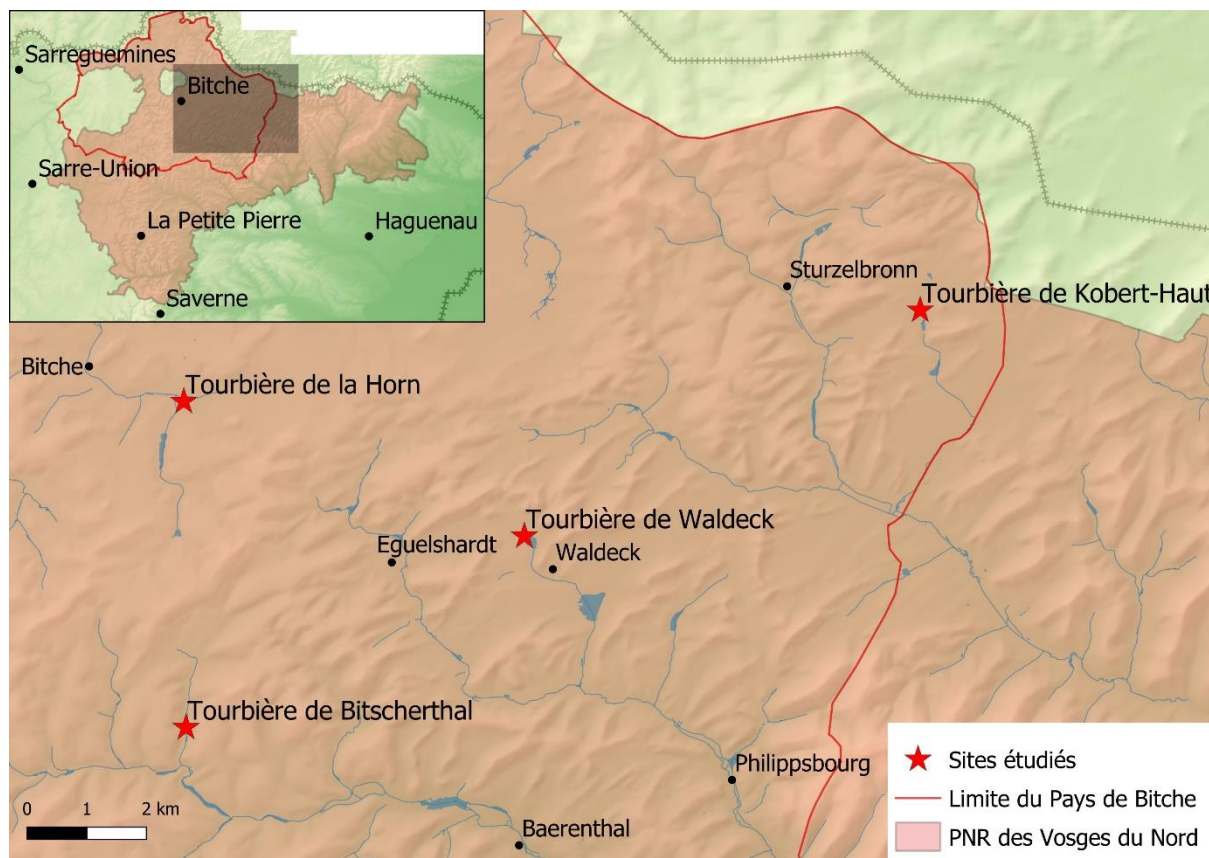 Sarreguemines
Bitche
Sarre-Union
La Petite Pierre
Haguenau
Saverne
Sturzelbronn
Tourbière de Kobert-Haut
Bitche
Tourbière de la Horn
Tourbière de Waldeck
Eguelshardt
Waldeck
Tourbière de Bitscherthal
Philippsbourg
Baerenthal
0 1 2 km
Sites étudiés
Limite du Pays de Bitche
PNR des Vosges du Nord